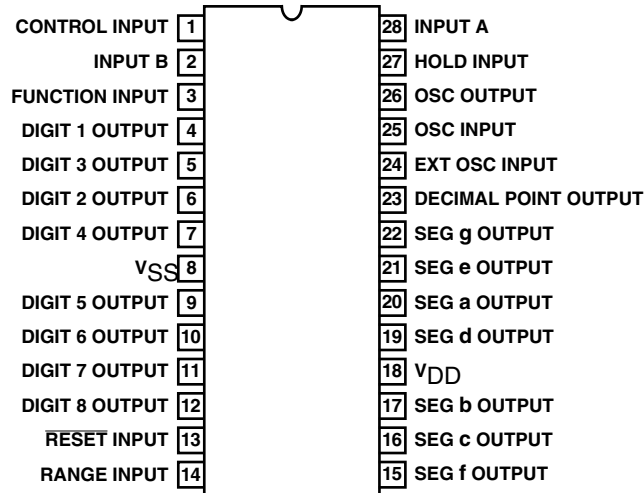 CONTROL INPUT 1 28 INPUT A
INPUT B 2 27 HOLD INPUT
FUNCTION INPUT 3 26 OSC OUTPUT
DIGIT 1 OUTPUT 4 25 OSC INPUT
DIGIT 3 OUTPUT 5 24 EXT OSC INPUT
DIGIT 2 OUTPUT 6 23 DECIMAL POINT OUTPUT
DIGIT 4 OUTPUT 7 22 SEG g OUTPUT
VSS 8 21 SEG e OUTPUT
DIGIT 5 OUTPUT 9 20 SEG a OUTPUT
DIGIT 6 OUTPUT 10 19 SEG d OUTPUT
DIGIT 7 OUTPUT 11 18 VDD
DIGIT 8 OUTPUT 12 17 SEG b OUTPUT
RESET INPUT 13 16 SEG c OUTPUT
RANGE INPUT 14 15 SEG f OUTPUT